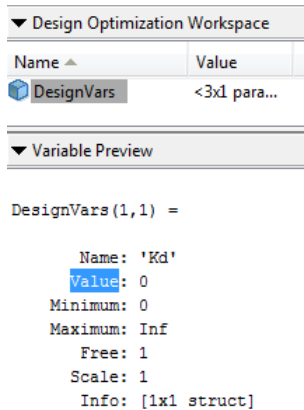 ▼ Design Optimization Workspace
Name ▲ Value
DesignVars <3x1 para...
▼ Variable Preview
DesignVars(1,1) =
Name: 'Kd'
Value: 0
Minimum: 0
Maximum: Inf
Free: 1
Scale: 1
Info: [1x1 struct]